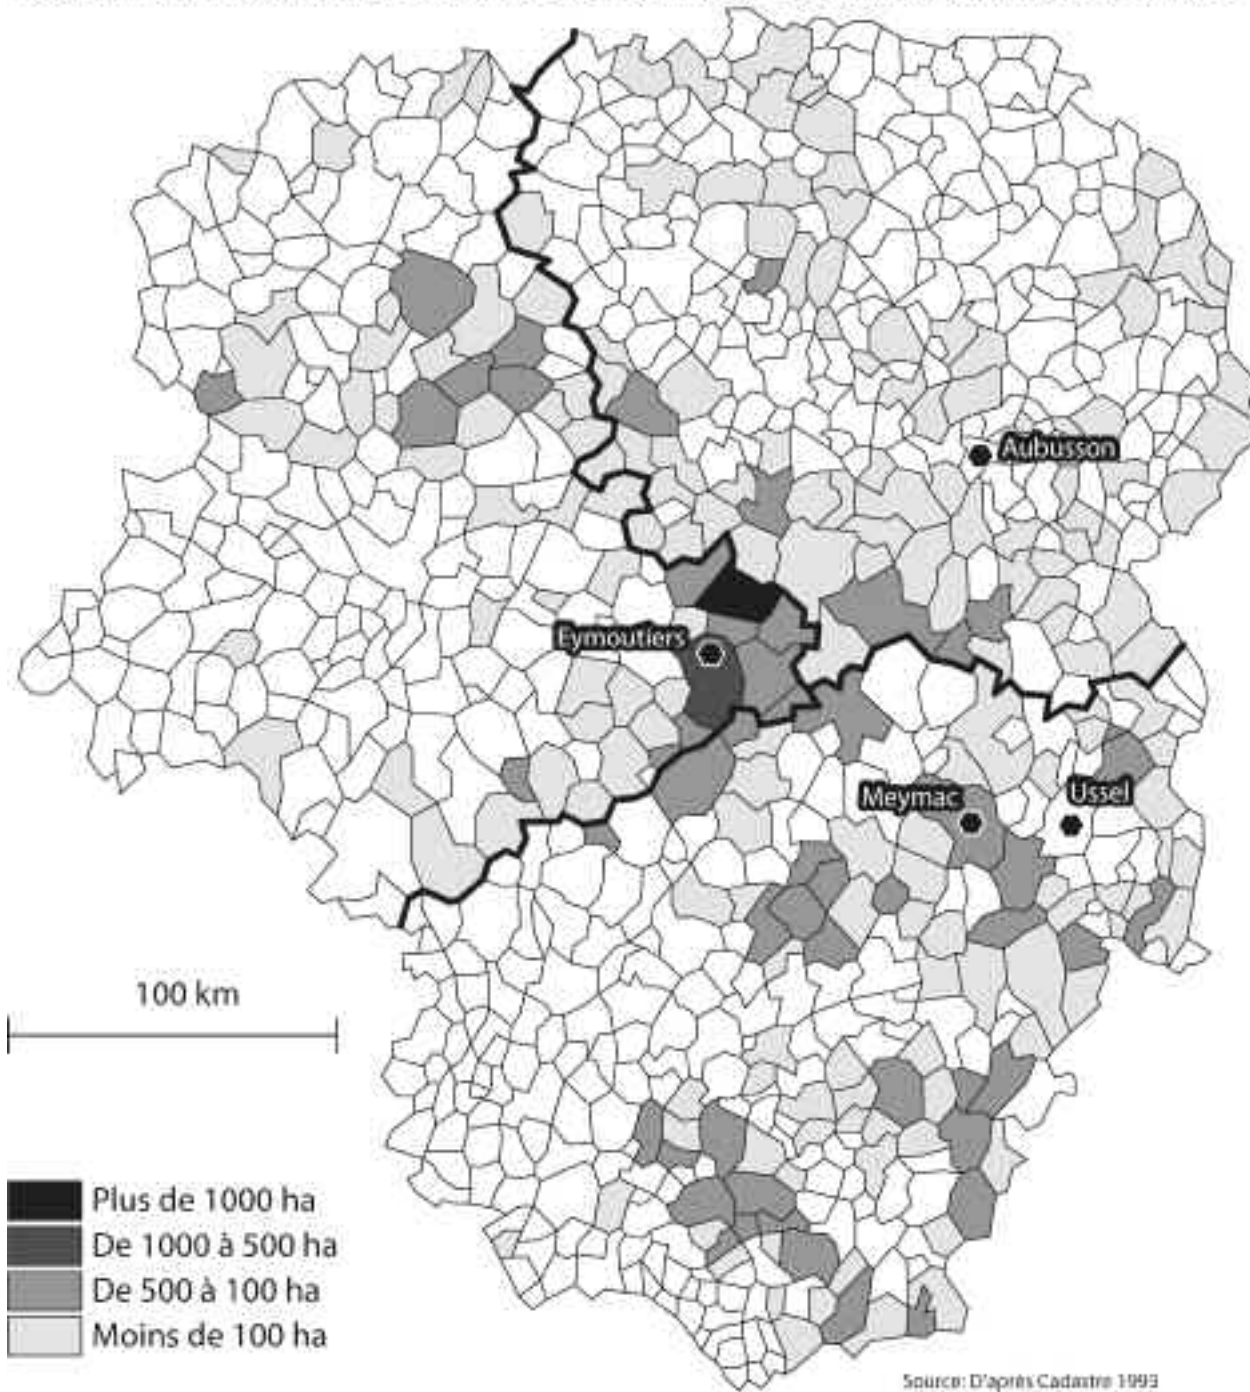 Aubusson
Eymoutiers
Meymac
Ussel
100 km
Plus de 1000 ha
De 1000 à 500 ha
De 500 à 100 ha
Moins de 100 ha
Source: D'après Cadastre 1993